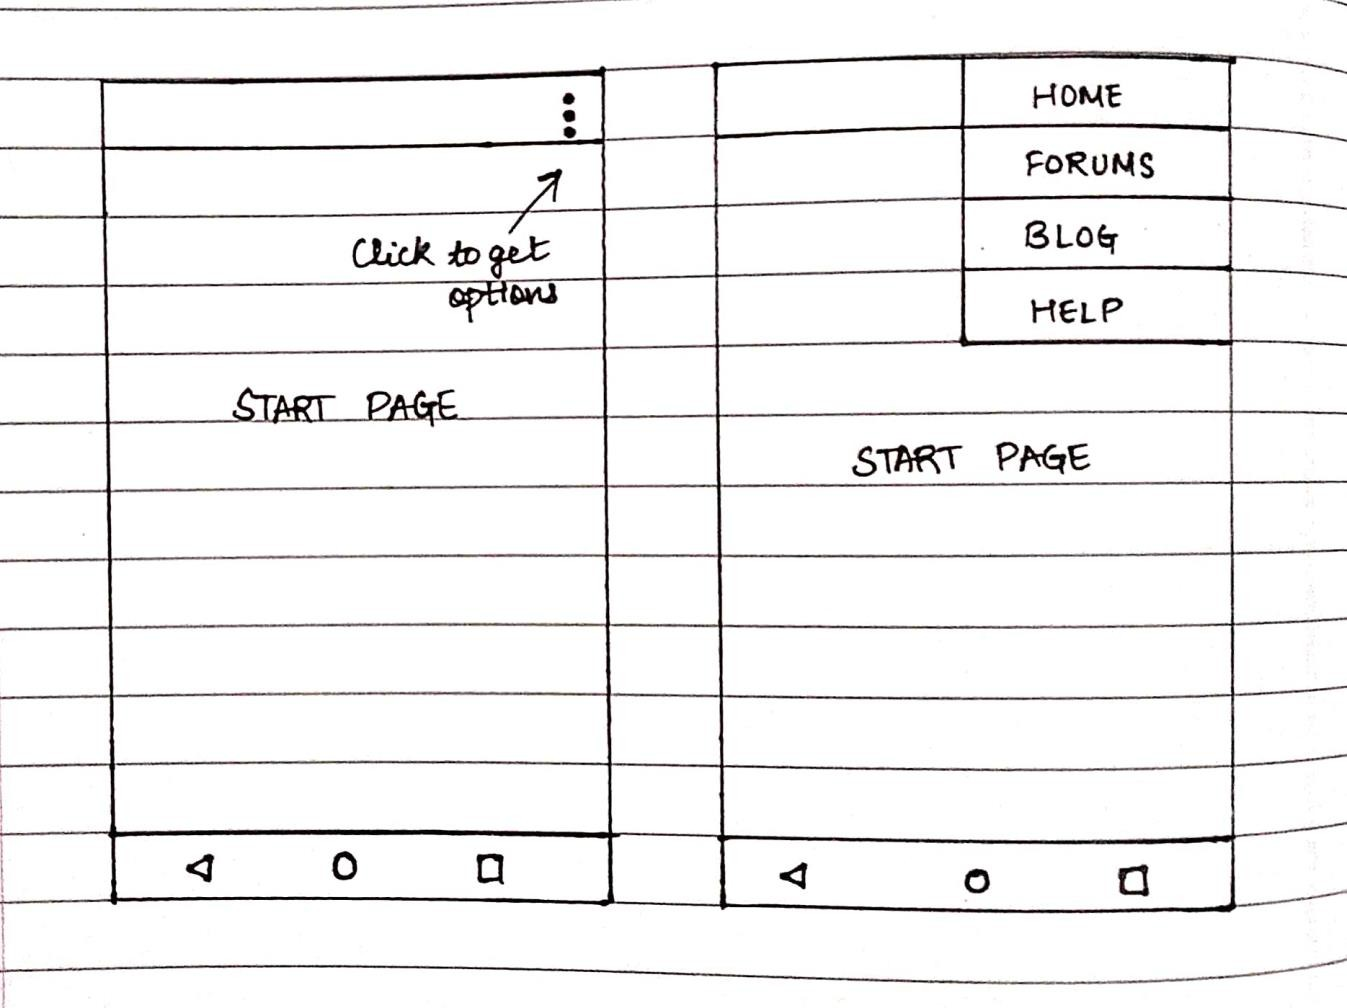 Click to get
options
START PAGE
HOME
FORUMS
BLOG
HELP
START PAGE